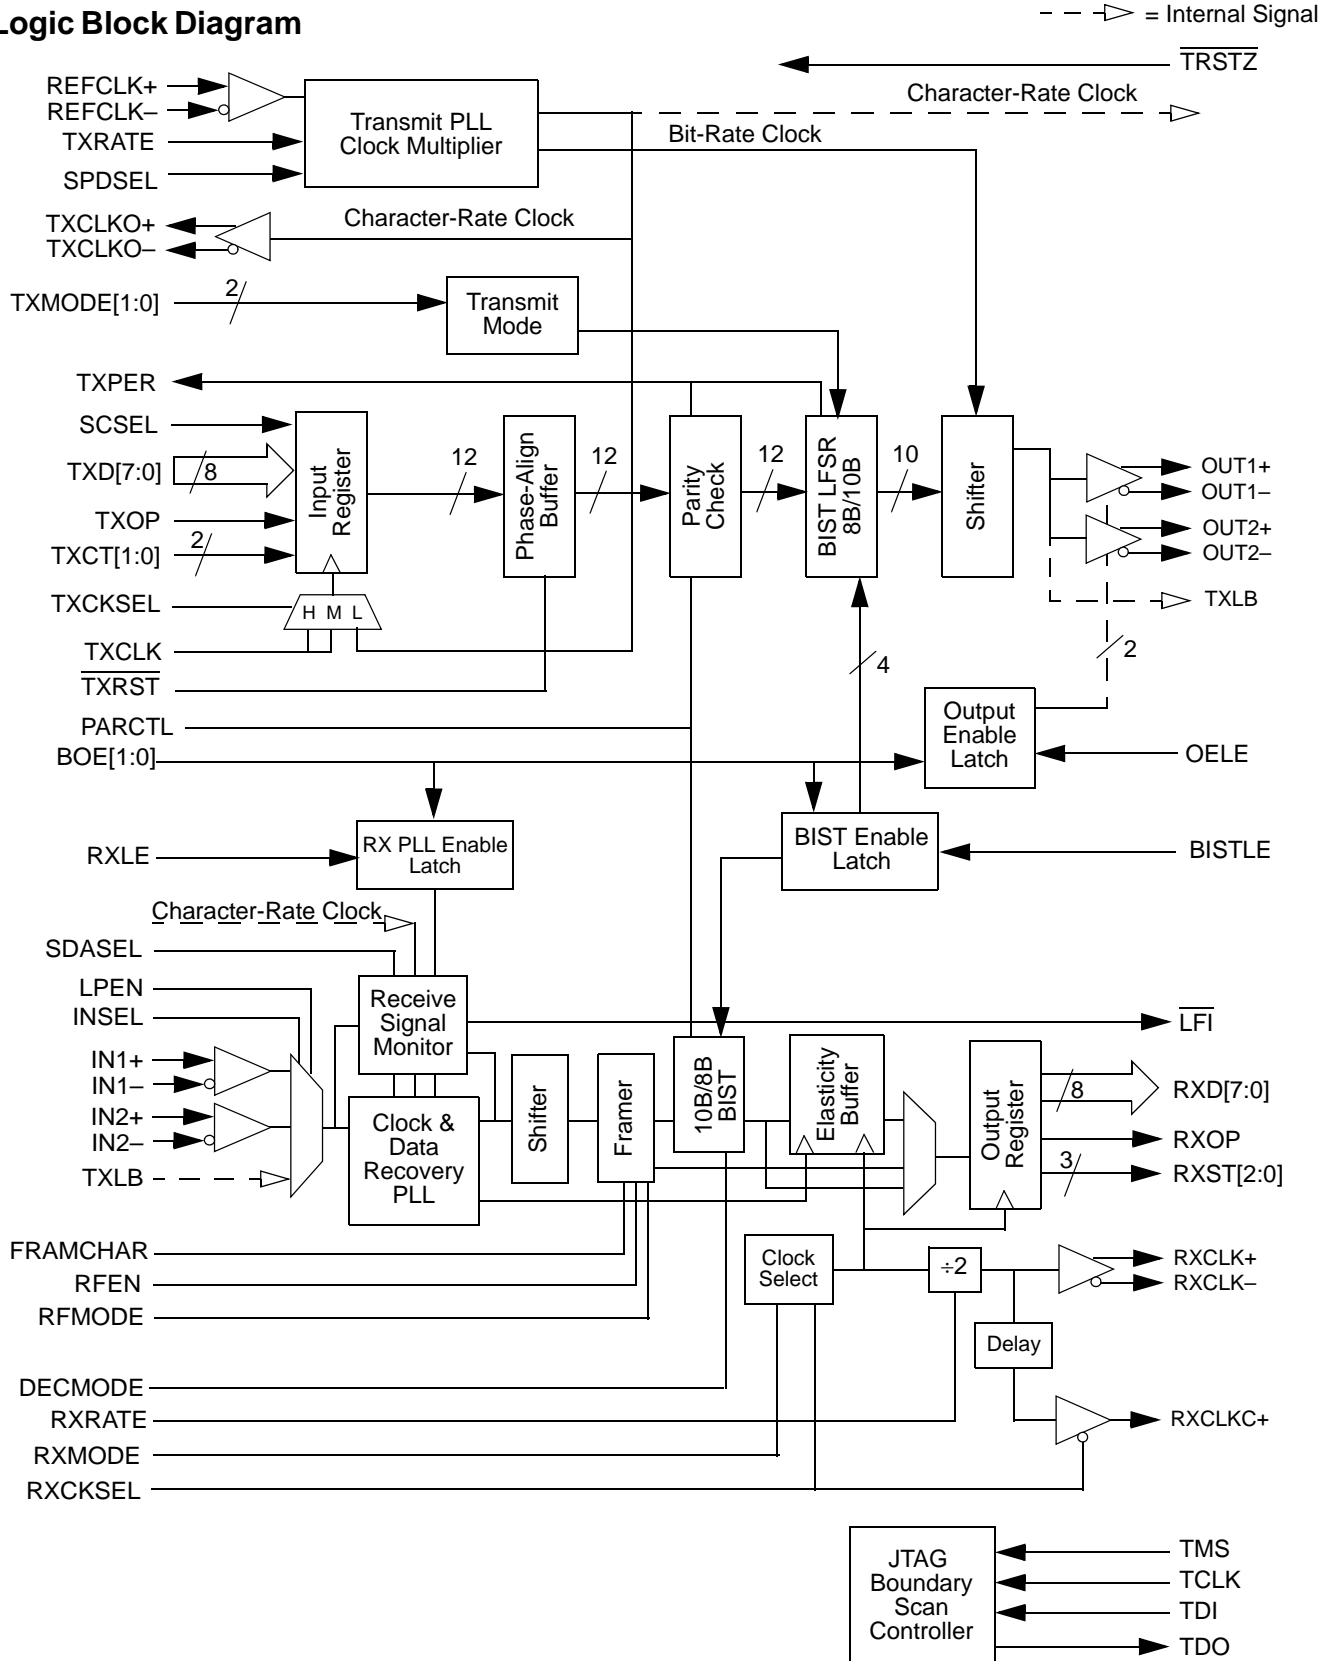 Logic Block Diagram
= Internal Signal
TRSTZ
REFCLK+
REFCLK–
TXRATE
SPDSEL
Transmit PLL
Clock Multiplier
Character-Rate Clock
Bit-Rate Clock
TXCLKO+
TXCLKO–
Character-Rate Clock
TXMODE[1:0]
2
Transmit
Mode
TXPER
SCSEL
TXD[7:0]
8
TXOP
TXCT[1:0]
2
Input
Register
12
Phase-Align
Buffer
12
Parity
Check
12
BIST LFSR
8B/10B
10
Shifter
OUT1+
OUT1–
OUT2+
OUT2–
TXLB
TXCKSEL
H M L
TXCLK
TXRST
PARCTL
BOE[1:0]
4
2
Output
Enable
Latch
OELE
RXLE
RX PLL Enable
Latch
BIST Enable
Latch
BISTLE
Character-Rate Clock
SDASEL
LPEN
INSEL
IN1+
IN1–
IN2+
IN2–
TXLB
Receive
Signal
Monitor
LFI
Clock &
Data
Recovery
PLL
Shifter
Framer
10B/8B
BIST
Elasticity
Buffer
Output
Register
8
RXD[7:0]
RXOP
3
RXST[2:0]
FRAMCHAR
RFEN
RFMODE
Clock
Select
÷2
RXCLK+
RXCLK–
Delay
DECMODE
RXRATE
RXMODE
RXCKSEL
RXCLKC+
JTAG
Boundary
Scan
Controller
TMS
TCLK
TDI
TDO